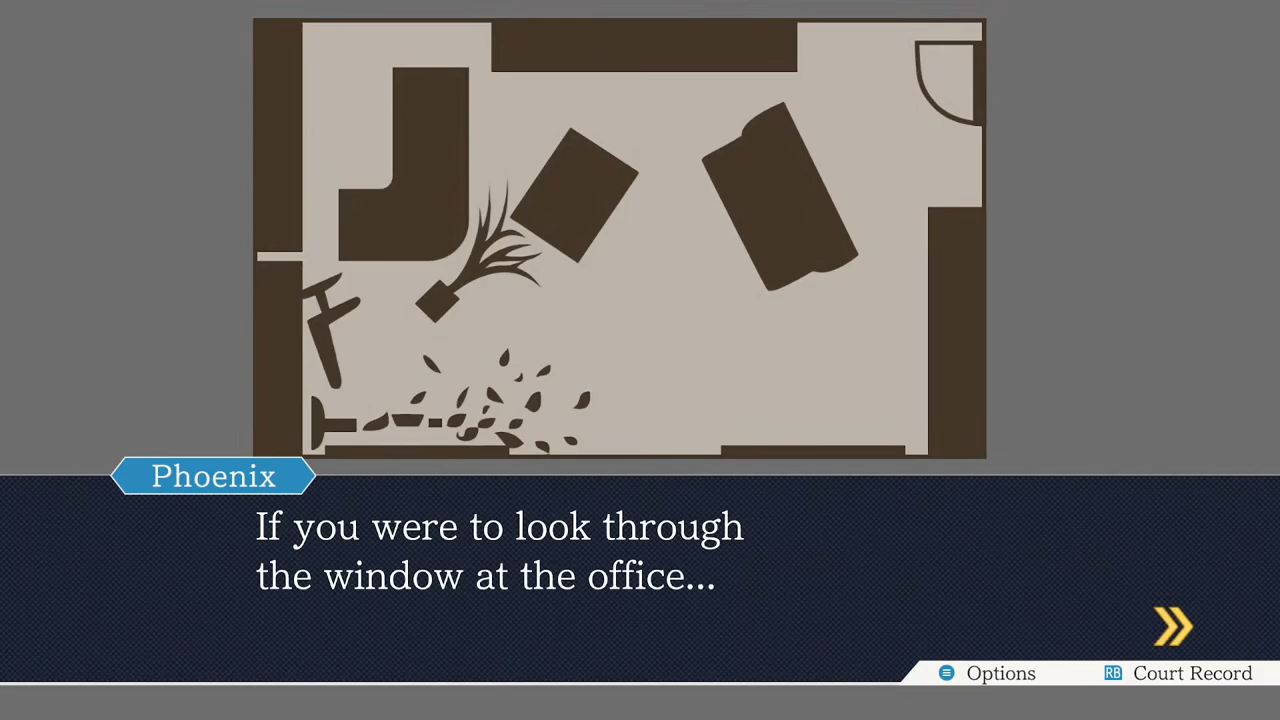 Phoenix
If you were to look through
the window at the office...
Options
RB Court Record